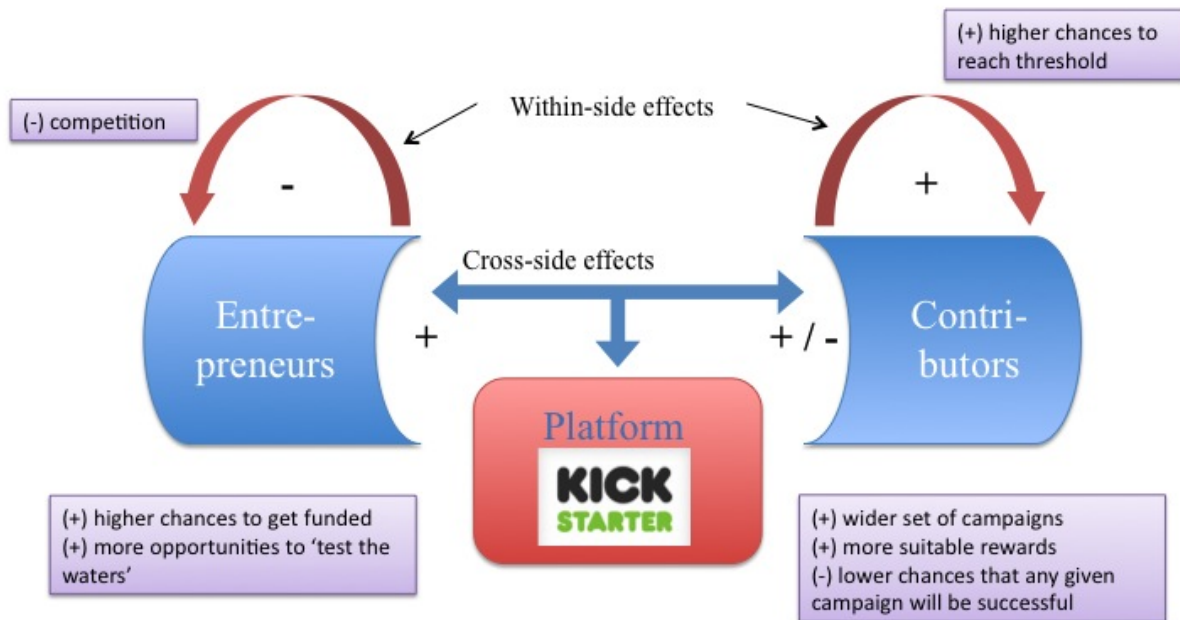 (+) higher chances to
reach threshold
Within-side effects
(-) competition
-
+
Cross-side effects
Entre-
preneurs
+
+ / -
Contri-
butors
Platform
KICK
STARTER
(+) higher chances to get funded
(+) more opportunities to ‘test the
waters’
(+) wider set of campaigns
(+) more suitable rewards
(-) lower chances that any given
campaign will be successful